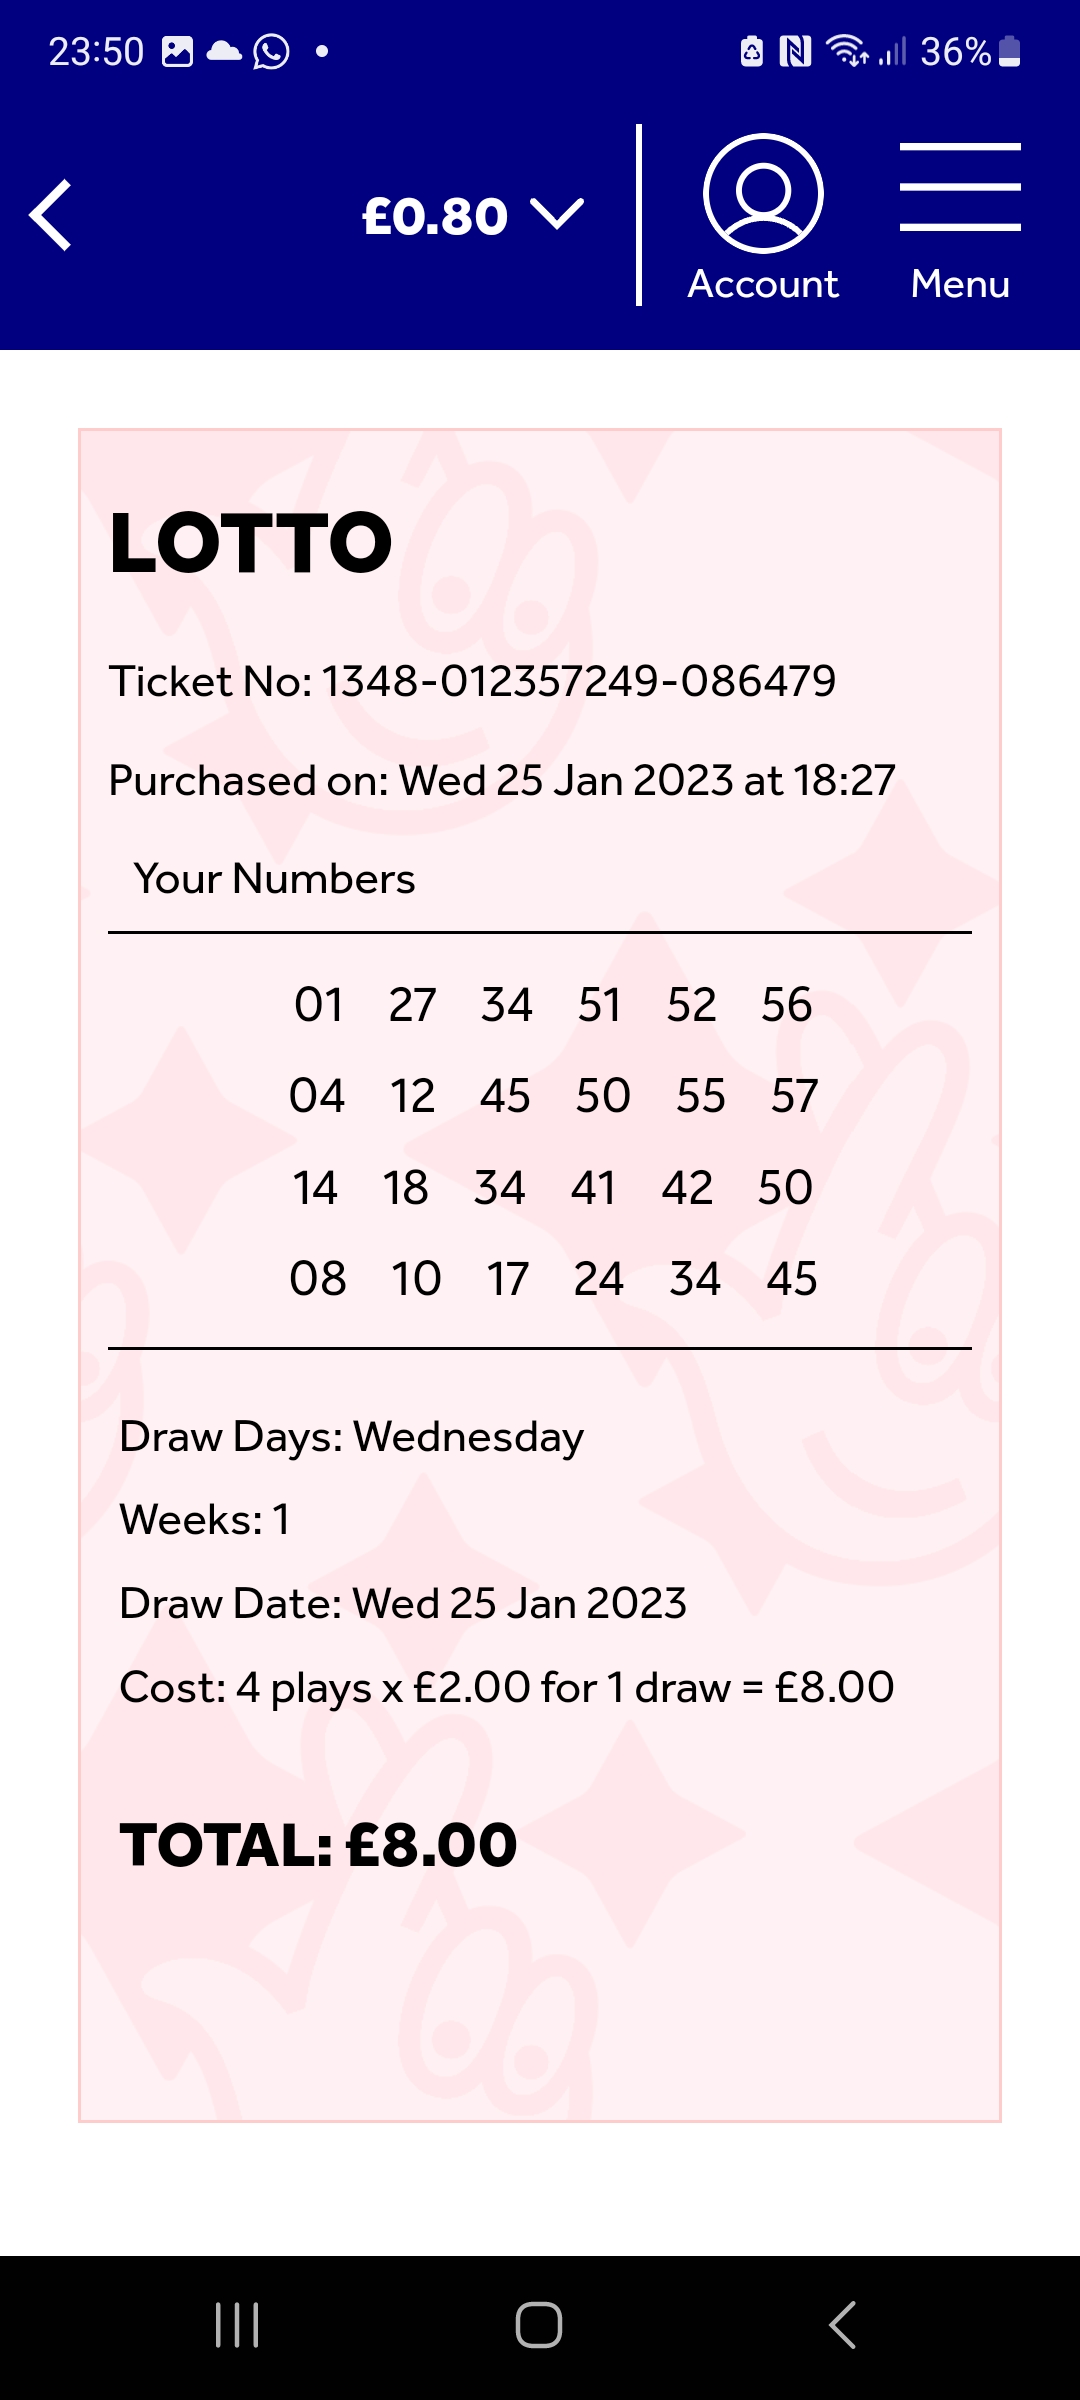 23:50 36%
£0.80
Account Menu
LOTTO
Ticket No: 1348-012357249-086479
Purchased on: Wed 25 Jan 2023 at 18:27
Your Numbers
01 27 34 51 52 56
04 12 45 50 55 57
14 18 34 41 42 50
08 10 17 24 34 45
Draw Days: Wednesday
Weeks: 1
Draw Date: Wed 25 Jan 2023
Cost: 4 plays x £2.00 for 1 draw = £8.00
TOTAL: £8.00